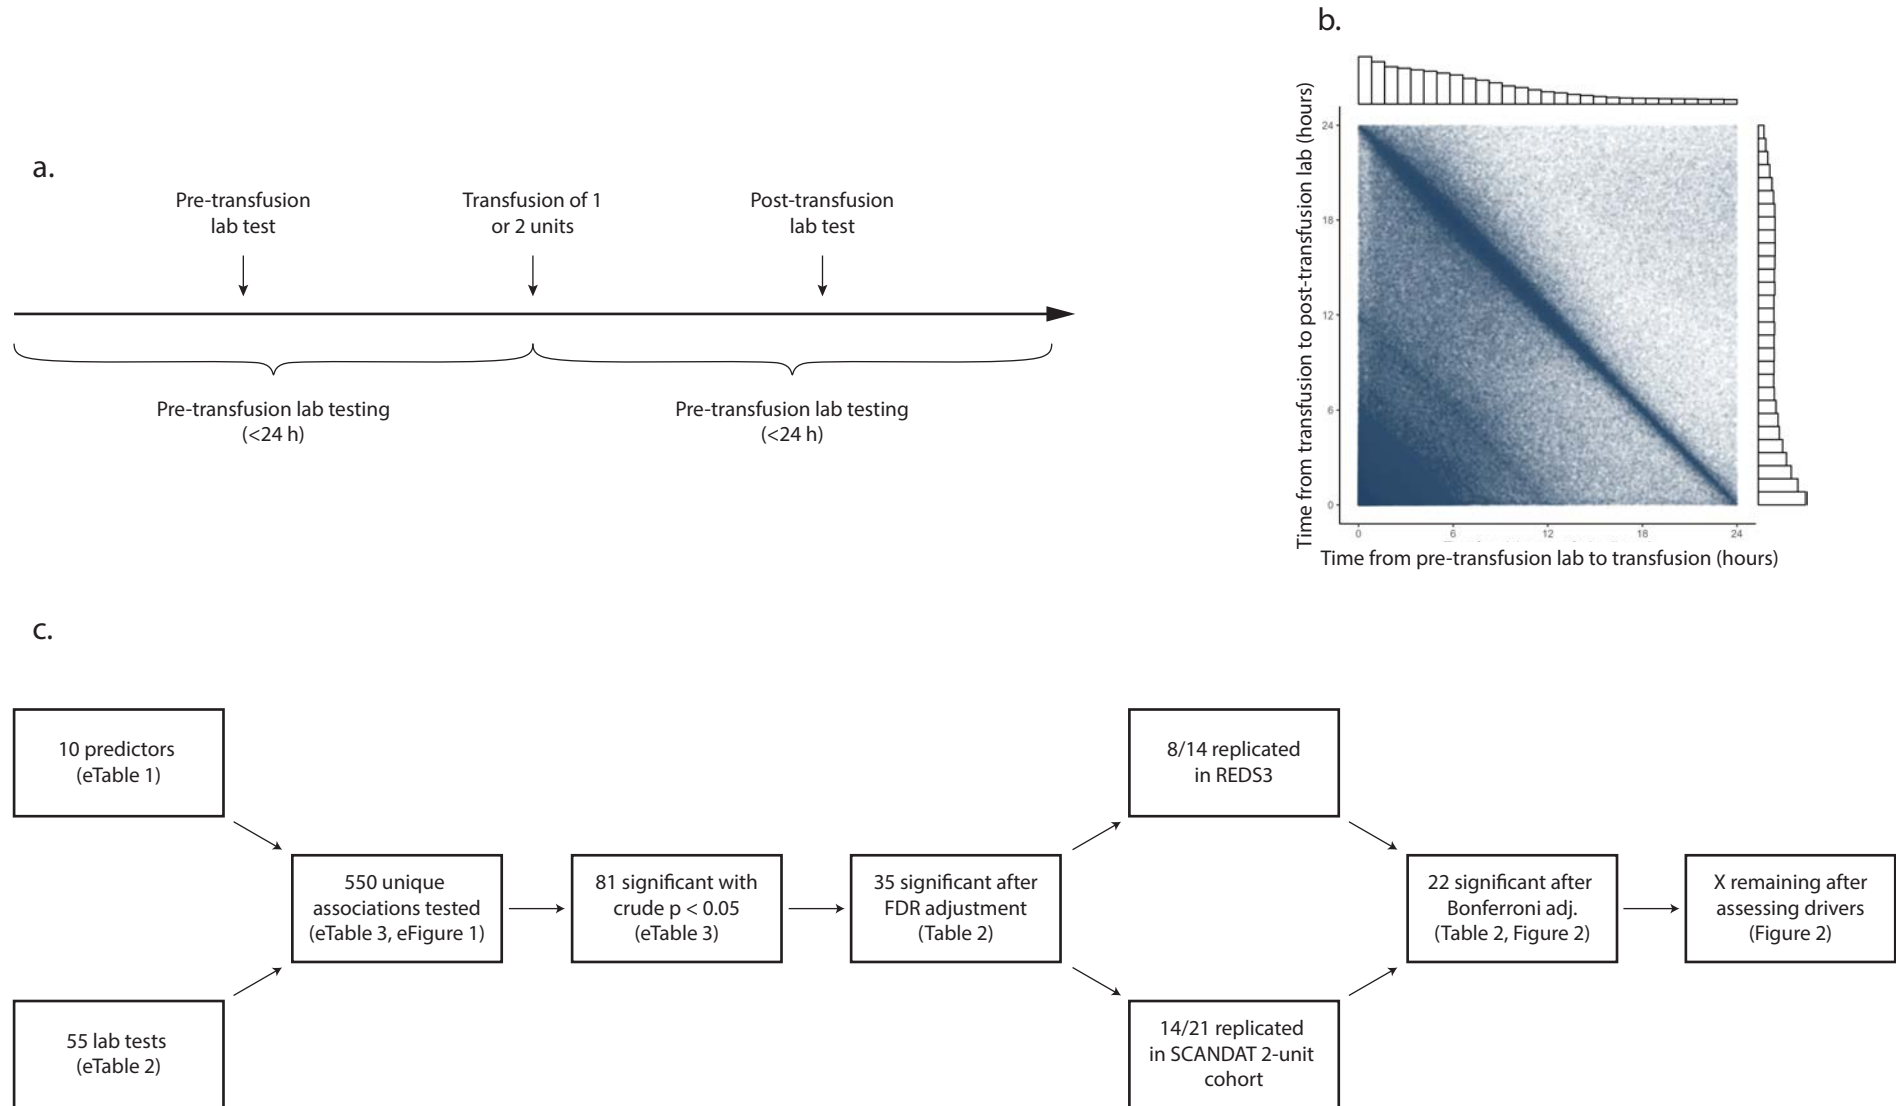 a.
Pre-transfusion
lab test
Transfusion of 1
or 2 units
Post-transfusion
lab test
Pre-transfusion lab testing
(<24 h)
Pre-transfusion lab testing
(<24 h)
b.
Time from transfusion to post-transfusion lab (hours)
24
18
12
6
0
0
6
12
18
24
Time from pre-transfusion lab to transfusion (hours)
c.
10 predictors
(eTable 1)
55 lab tests
(eTable 2)
550 unique
associations tested
(eTable 3, eFigure 1)
81 significant with
crude p < 0.05
(eTable 3)
35 significant after
FDR adjustment
(Table 2)
8/14 replicated
in REDS3
14/21 replicated
in SCANDAT 2-unit
cohort
22 significant after
Bonferroni adj.
(Table 2, Figure 2)
X remaining after
assessing drivers
(Figure 2)